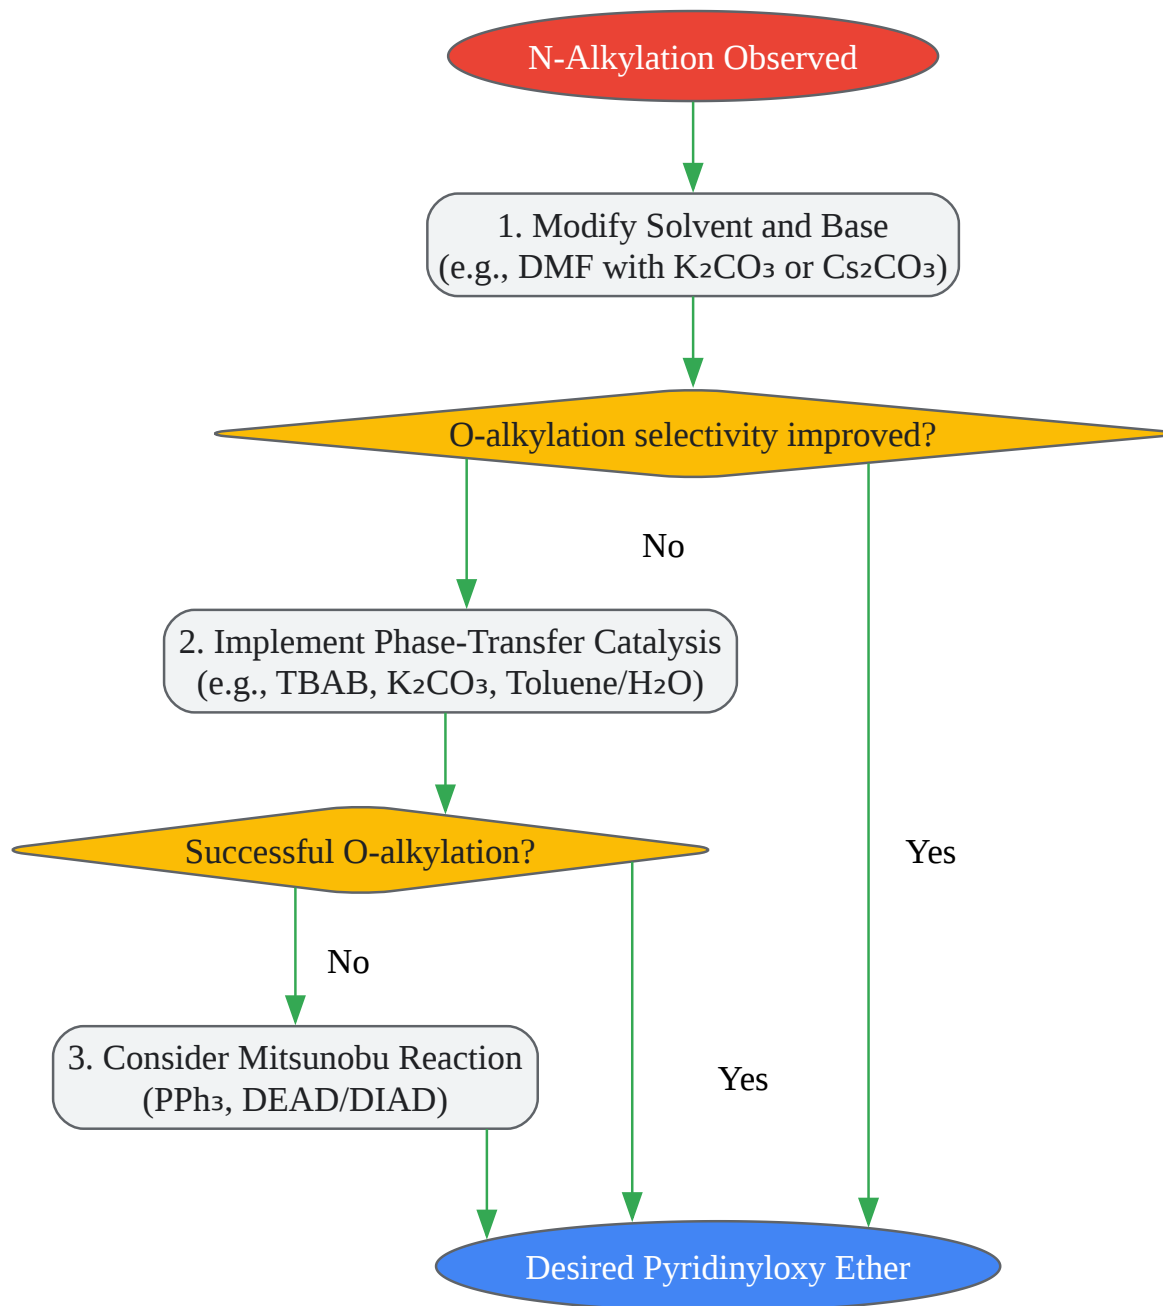 N-Alkylation Observed
1. Modify Solvent and Base
(e.g., DMF with K₂CO₃ or Cs₂CO₃)
O-alkylation selectivity improved?
No
2. Implement Phase-Transfer Catalysis
(e.g., TBAB, K₂CO₃, Toluene/H₂O)
Successful O-alkylation?
Yes
No
3. Consider Mitsunobu Reaction
(PPh₃, DEAD/DIAD)
Yes
Desired Pyridinyloxy Ether